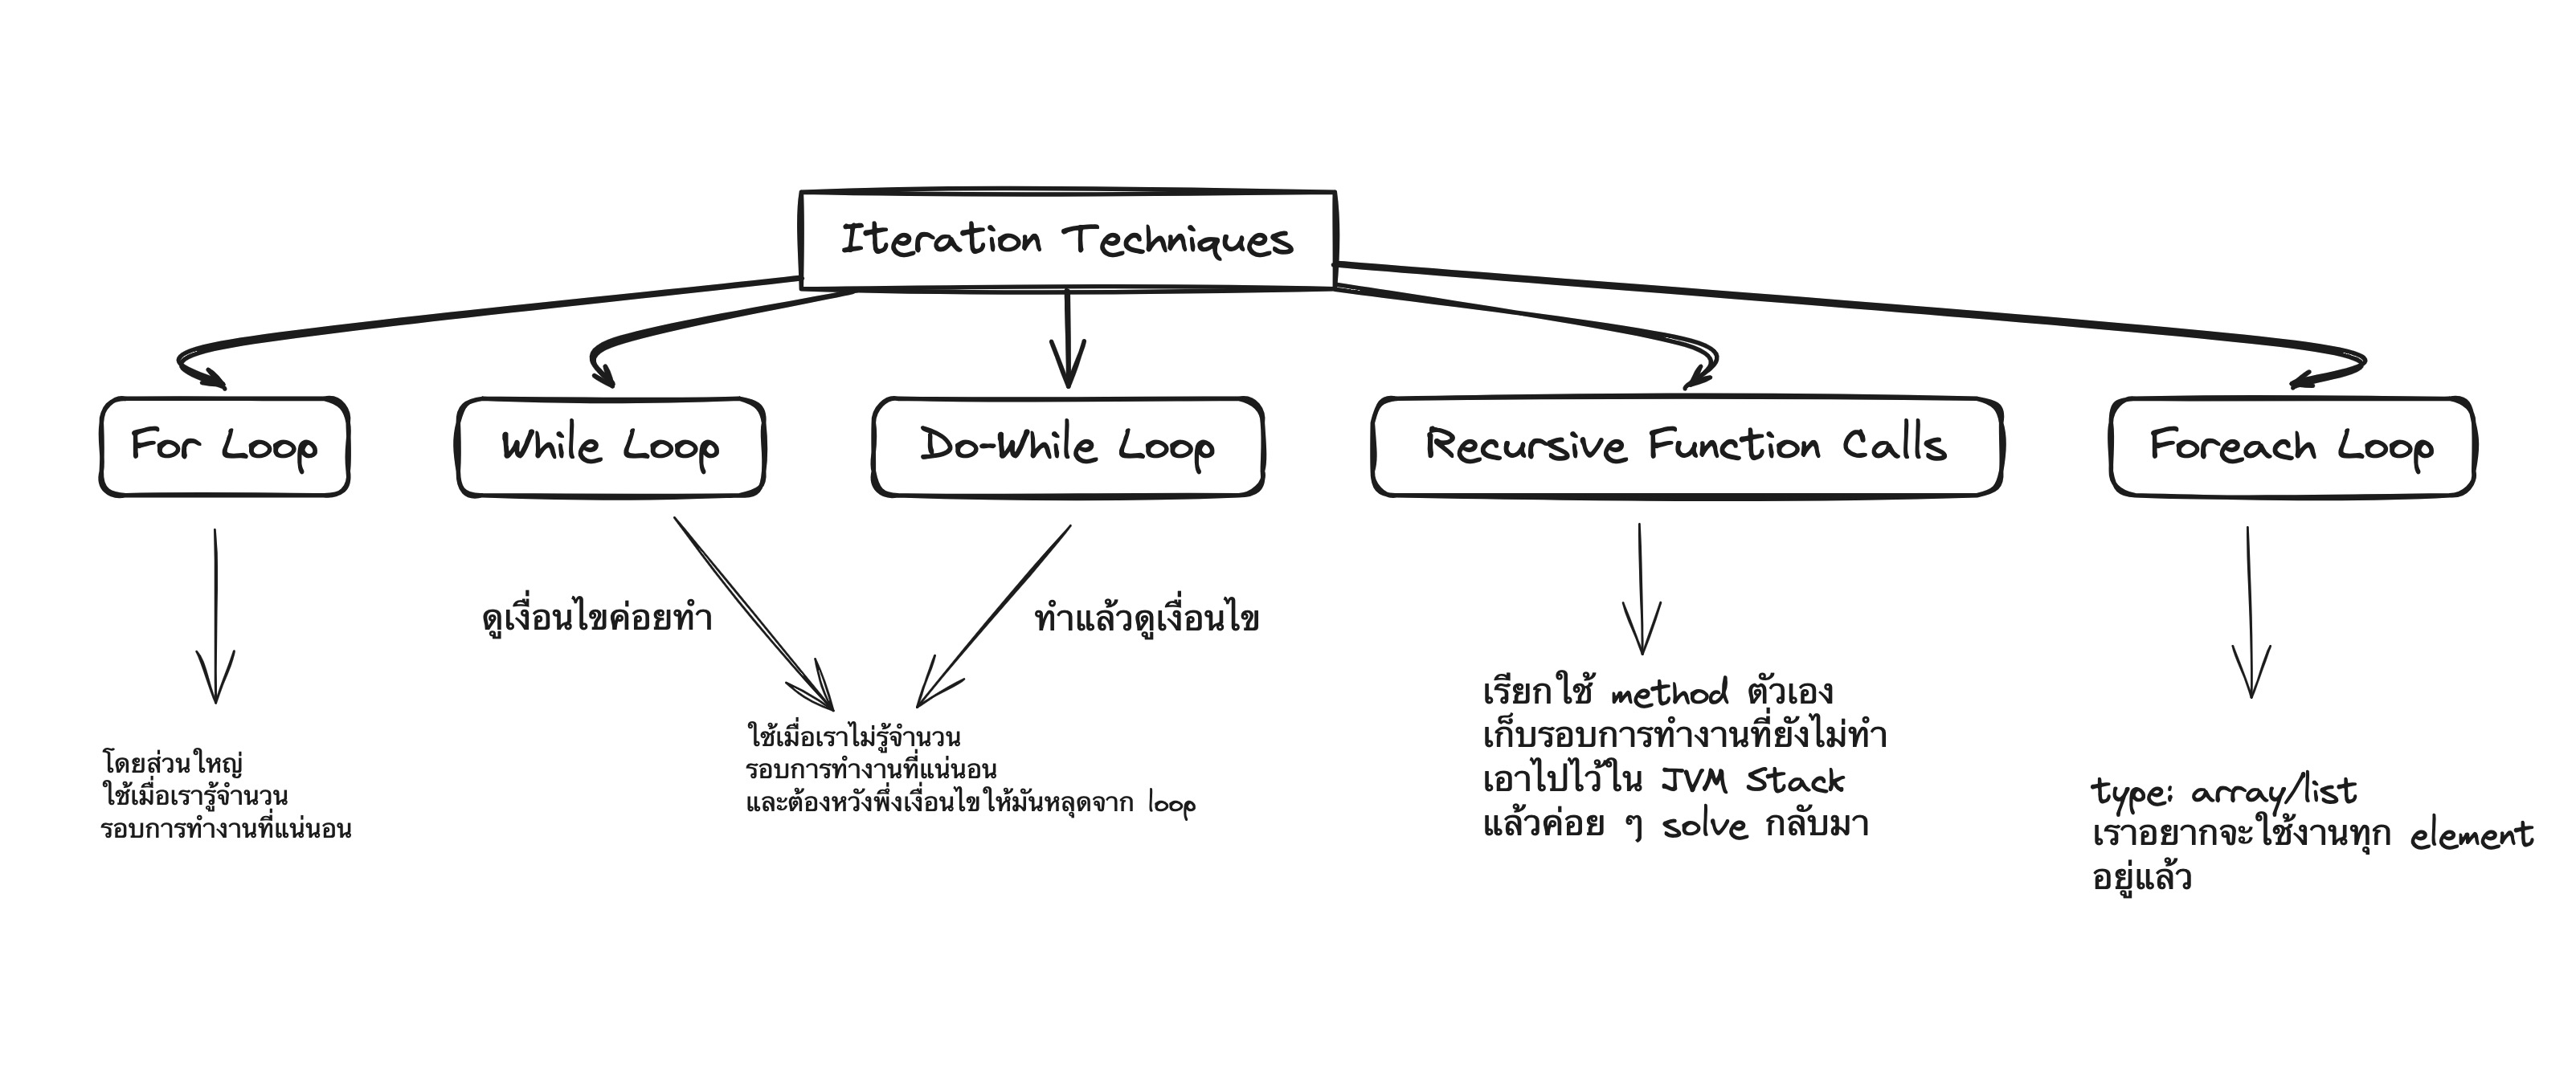 Iteration Techniques
For Loop
While Loop
Do-While Loop
Recursive Function Calls
Foreach Loop
ดูเงื่อนไขค่อยทำ
ทำแล้วดูเงื่อนไข
โดยส่วนใหญ่
ใช้เมื่อเรารู้จำนวน
รอบการทำงานที่แน่นอน
ใช้เมื่อเราไม่รู้จำนวน
รอบการทำงานที่แน่นอน
และต้องหวังพึ่งเงื่อนไขให้มันหลุดจาก loop
เรียกใช้ method ตัวเอง
เก็บรอบการทำงานที่ยังไม่ทำ
เอาไปไว้ใน JVM Stack
แล้วค่อย ๆ solve กลับมา
type: array/list
เราอยากจะใช้งานทุก element
อยู่แล้ว